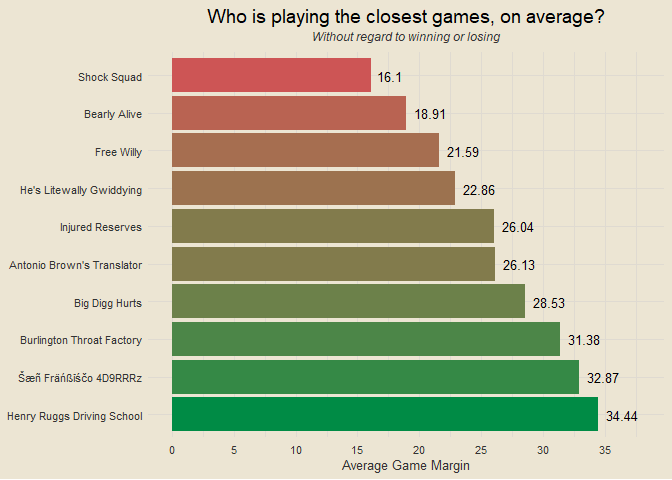 Who is playing the closest games, on average?
Without regard to winning or losing
Shock Squad 16.1
Bearly Alive 18.91
Free Willy 21.59
He's Litewally Gwiddying 22.86
Injured Reserves 26.04
Antonio Brown's Translator 26.13
Big Digg Hurts 28.53
Burlington Throat Factory 31.38
Šæñ Fräńßïśčo 4D9RRRz 32.87
Henry Ruggs Driving School 34.44
0 5 10 15 20 25 30 35
Average Game Margin